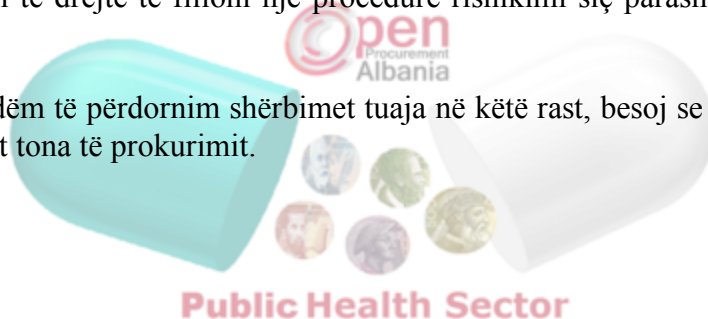 të drejtë të filloni një procedurë rishikimi siç parash
Open
Procurement
Albania
dëm të përdornim shërbimet tuaja në këtë rast, besoj se
t tona të prokurimit.
Public Health Sector